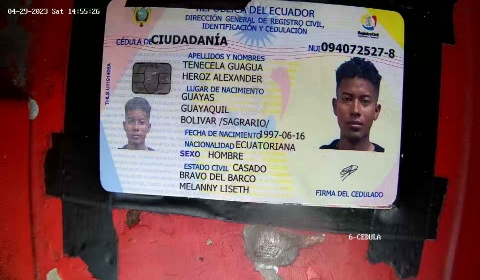 04-29-2023 Sat 14:55:26
REPÚBLICA DEL ECUADOR
DIRECCIÓN GENERAL DE REGISTRO CIVIL,
IDENTIFICACIÓN Y CEDULACIÓN
CÉDULA DE CIUDADANÍA
NUI 094072527-8
APELLIDOS Y NOMBRES
TENECELA GUAGUA
HEROZ ALEXANDER
LUGAR DE NACIMIENTO
GUAYAS
GUAYAQUIL
BOLIVAR /SAGRARIO/
FECHA DE NACIMIENTO 1997-06-16
NACIONALIDAD ECUATORIANA
SEXO HOMBRE
ESTADO CIVIL CASADO
BRAVO DEL BARCO
MELANNY LISETH
FIRMA DEL CEDULADO
6-CEDULA